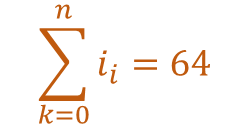 n
∑ i_i = 64
k=0